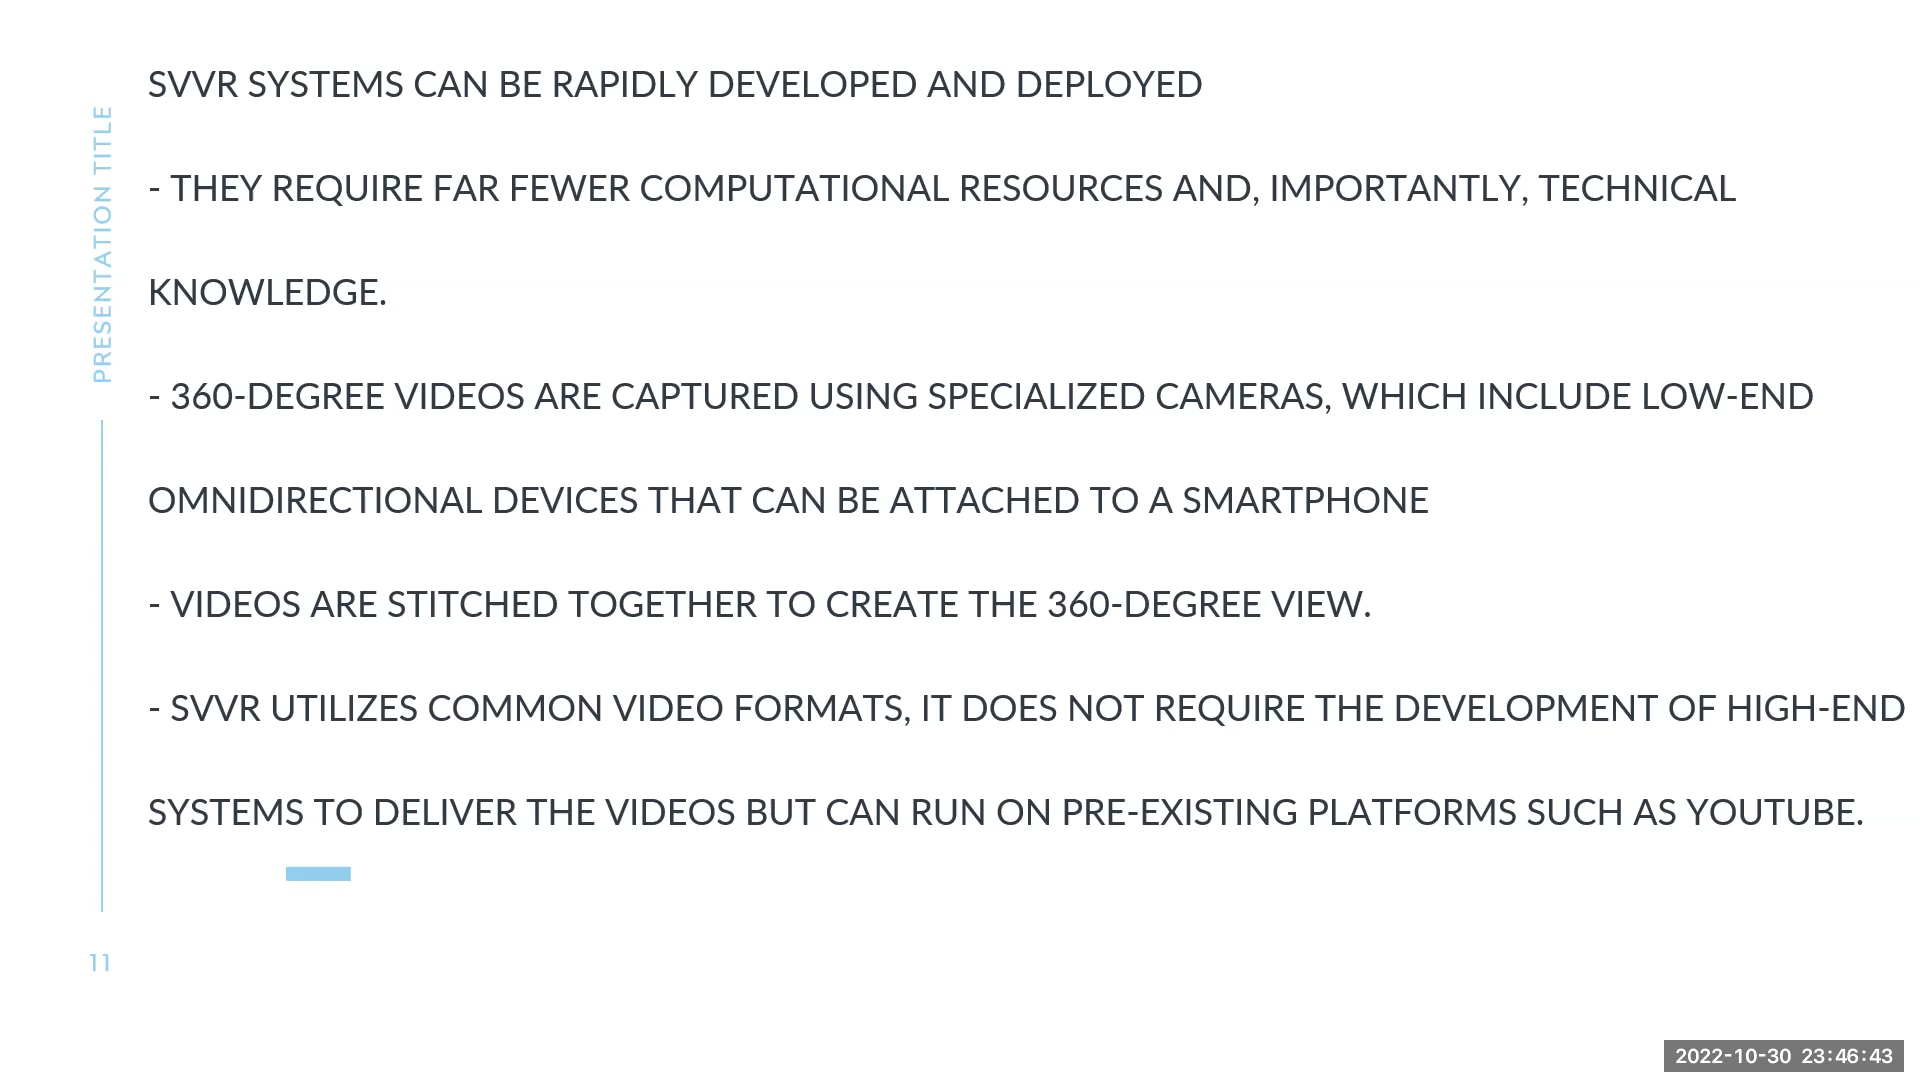 SVVR SYSTEMS CAN BE RAPIDLY DEVELOPED AND DEPLOYED
- THEY REQUIRE FAR FEWER COMPUTATIONAL RESOURCES AND, IMPORTANTLY, TECHNICAL
KNOWLEDGE.
- 360-DEGREE VIDEOS ARE CAPTURED USING SPECIALIZED CAMERAS, WHICH INCLUDE LOW-END
OMNIDIRECTIONAL DEVICES THAT CAN BE ATTACHED TO A SMARTPHONE
- VIDEOS ARE STITCHED TOGETHER TO CREATE THE 360-DEGREE VIEW.
- SVVR UTILIZES COMMON VIDEO FORMATS, IT DOES NOT REQUIRE THE DEVELOPMENT OF HIGH-END
SYSTEMS TO DELIVER THE VIDEOS BUT CAN RUN ON PRE-EXISTING PLATFORMS SUCH AS YOUTUBE.
PRESENTATION TITLE
11
2022-10-30 23:46:43